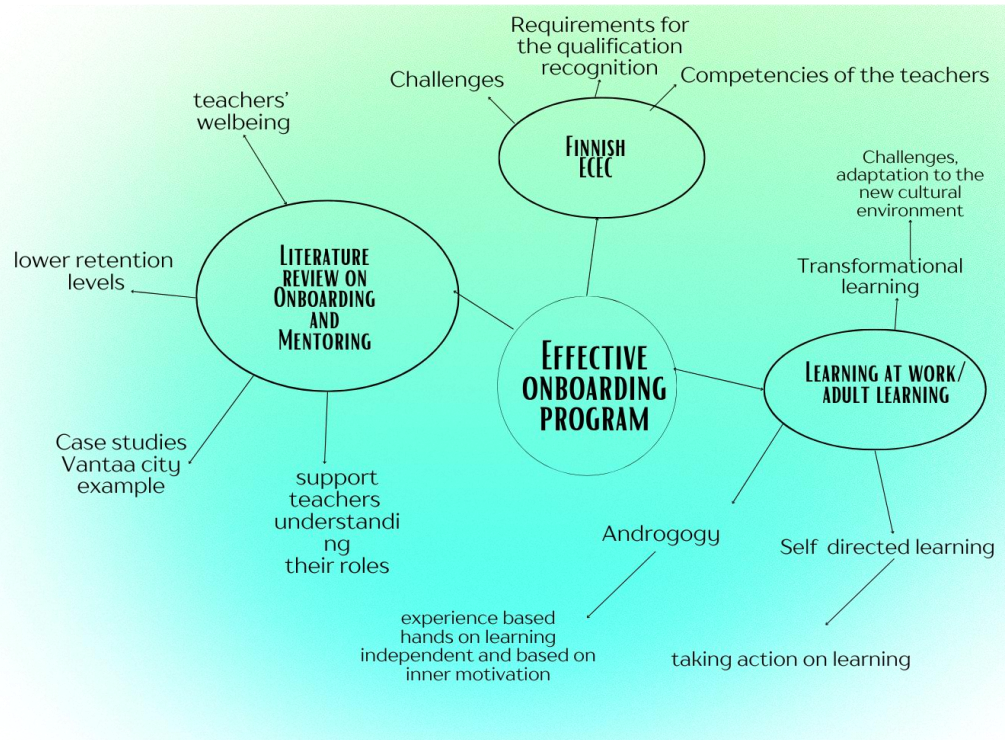 Requirements for
the qualification
recognition
Challenges
Competencies of the teachers
teachers'
welbeing
FINNISH
ECEC
Challenges,
adaptation to the
new cultural
environment
LITERATURE
REVIEW ON
ONBOARDING
AND
MENTORING
lower retention
levels
Transformational
learning
EFFECTIVE
ONBOARDING
PROGRAM
LEARNING AT WORK/
ADULT LEARNING
Case studies
Vantaa city
example
support
teachers
understandi
ng
their roles
Androgogy
Self directed learning
experience based
hands on learning
independent and based on
inner motivation
taking action on learning